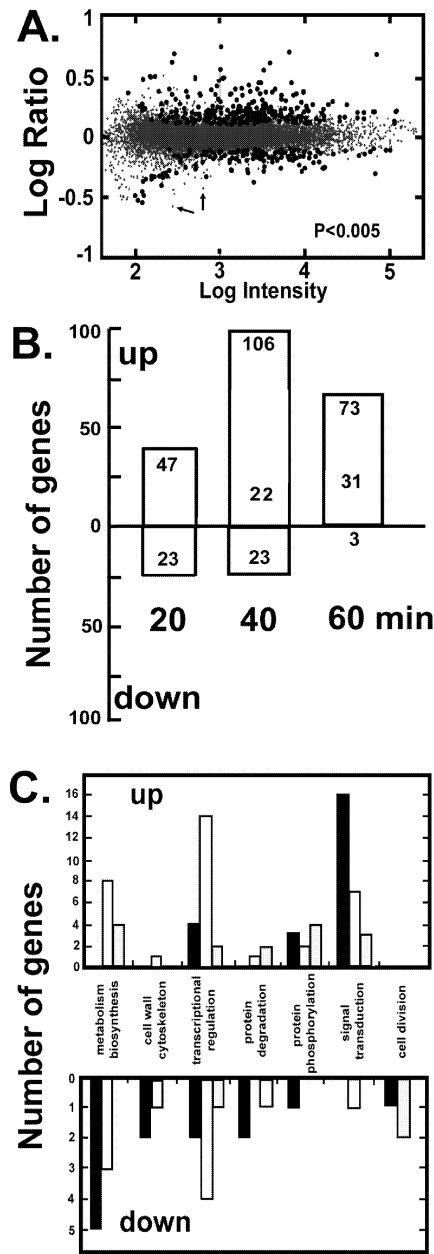 A.
Log Ratio
1
0.5
0
-0.5
-1
P<0.005
2 3 4 5
Log Intensity
B.
Number of genes
100
50
0
50
100
up
47
106
73
22
31
23
23
3
20 40 60 min
down
C.
Number of genes
up
16
14
12
10
8
6
4
2
0
metabolism
biosynthesis
cell wall
cytoskeleton
transcriptional
regulation
protein
degradation
protein
phosphorylation
signal
transduction
cell division
0
1
2
3
4
5
down